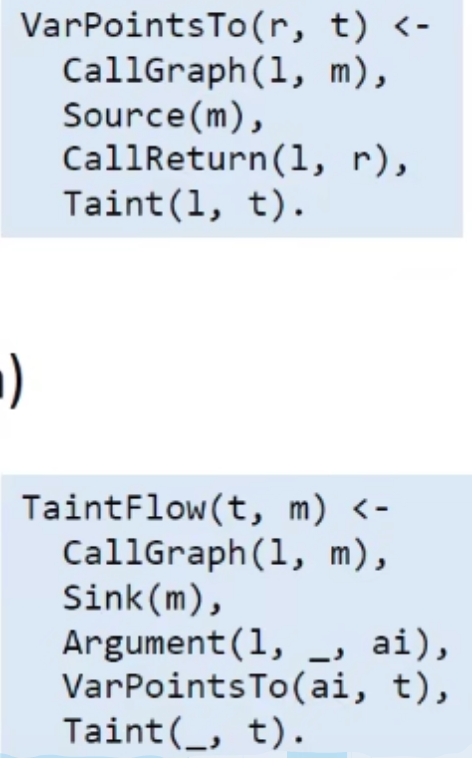 VarPointsTo(r, t) <-
CallGraph(l, m),
Source(m),
CallReturn(l, r),
Taint(l, t).
)
TaintFlow(t, m) <-
CallGraph(l, m),
Sink(m),
Argument(l, _, ai),
VarPointsTo(ai, t),
Taint(_, t).